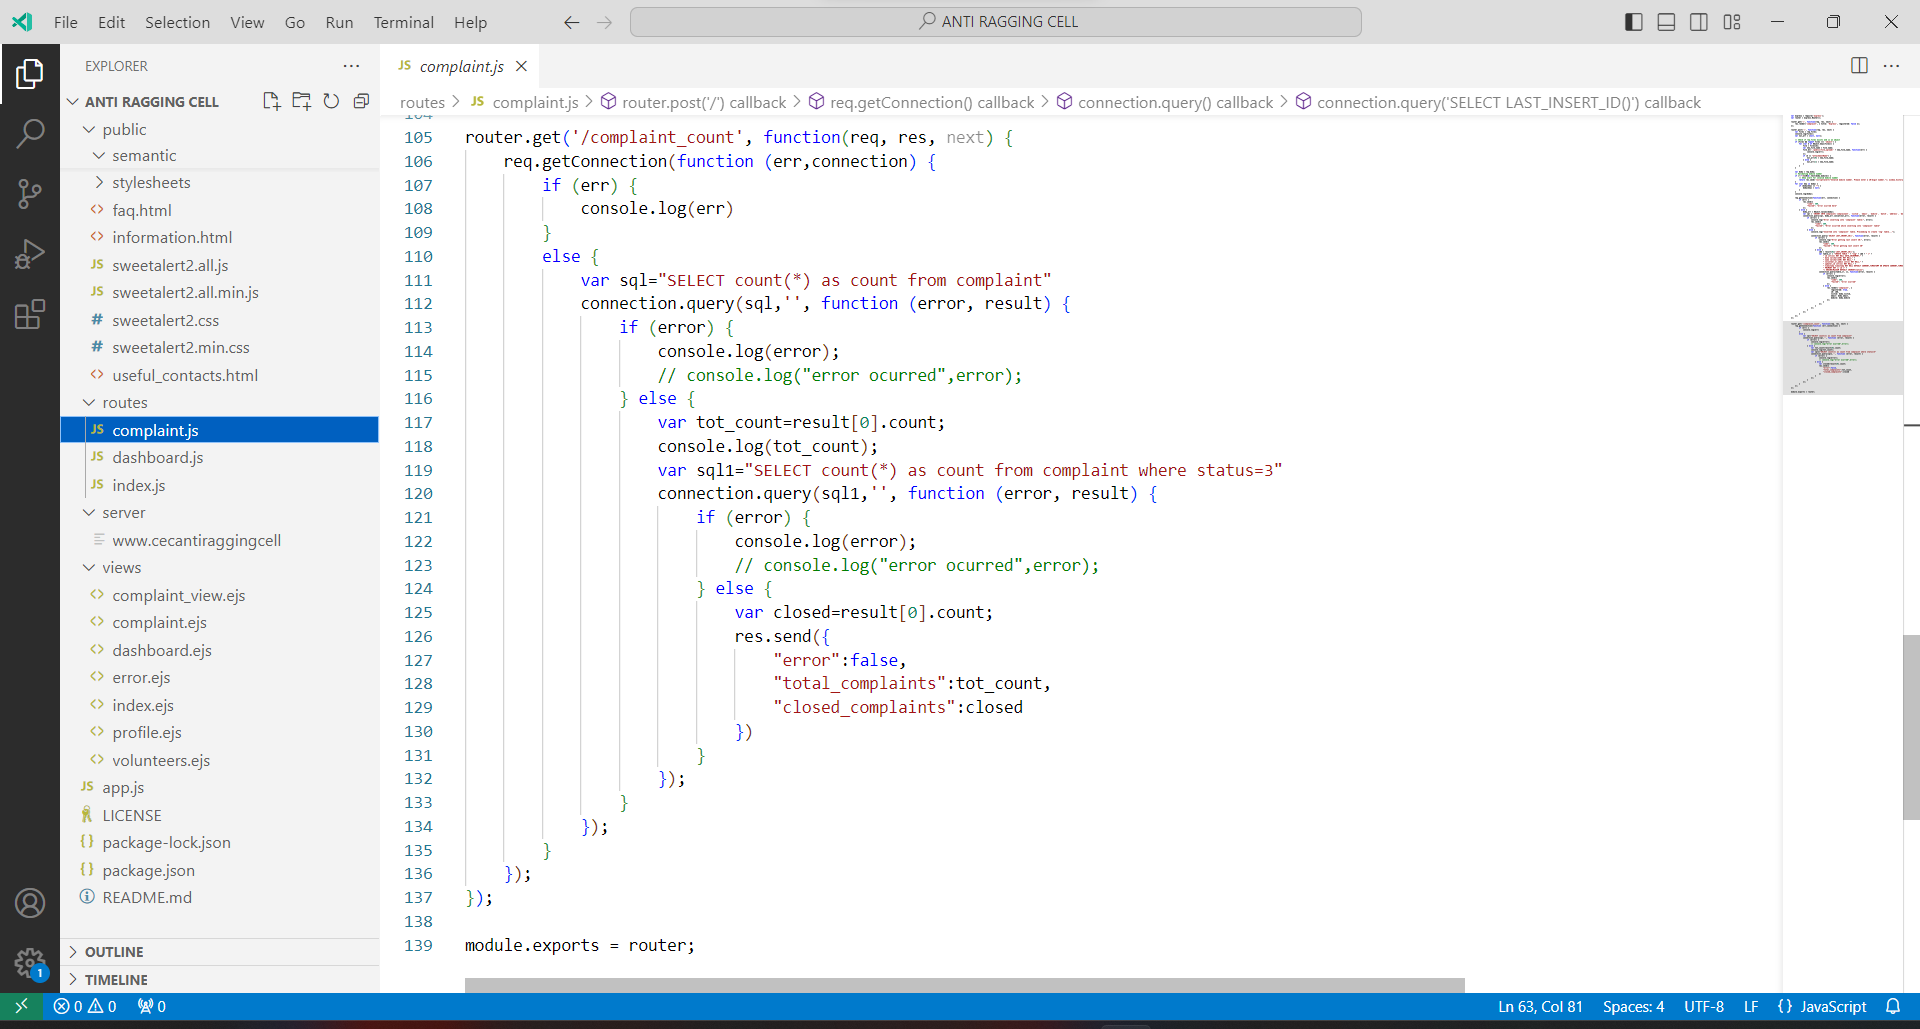 File Edit Selection View Go Run Terminal Help
ANTI RAGGING CELL
EXPLORER
JS complaint.js
ANTI RAGGING CELL
routes > JS complaint.js > router.post('/') callback > req.getConnection() callback > connection.query() callback > connection.query('SELECT LAST_INSERT_ID()') callback
public
semantic
stylesheets
<> faq.html
<> information.html
JS sweetalert2.all.js
JS sweetalert2.all.min.js
# sweetalert2.css
# sweetalert2.min.css
<> useful_contacts.html
routes
JS complaint.js
JS dashboard.js
JS index.js
server
www.cecantiraggingcell
views
<> complaint_view.ejs
<> complaint.ejs
<> dashboard.ejs
<> error.ejs
<> index.ejs
<> profile.ejs
<> volunteers.ejs
JS app.js
LICENSE
{} package-lock.json
{} package.json
README.md
OUTLINE
TIMELINE
1
104
105 router.get('/complaint_count', function(req, res, next) {
106 req.getConnection(function (err,connection) {
107 if (err) {
108 console.log(err)
109 }
110 else {
111 var sql="SELECT count(*) as count from complaint"
112 connection.query(sql,'', function (error, result) {
113 if (error) {
114 console.log(error);
115 // console.log("error ocurred",error);
116 } else {
117 var tot_count=result[0].count;
118 console.log(tot_count);
119 var sql1="SELECT count(*) as count from complaint where status=3"
120 connection.query(sql1,'', function (error, result) {
121 if (error) {
122 console.log(error);
123 // console.log("error ocurred",error);
124 } else {
125 var closed=result[0].count;
126 res.send({
127 "error":false,
128 "total_complaints":tot_count,
129 "closed_complaints":closed
130 })
131 }
132 });
133 }
134 });
135 }
136 });
137 });
138
139 module.exports = router;
0 0 0 Ln 63, Col 81 Spaces: 4 UTF-8 LF {} JavaScript